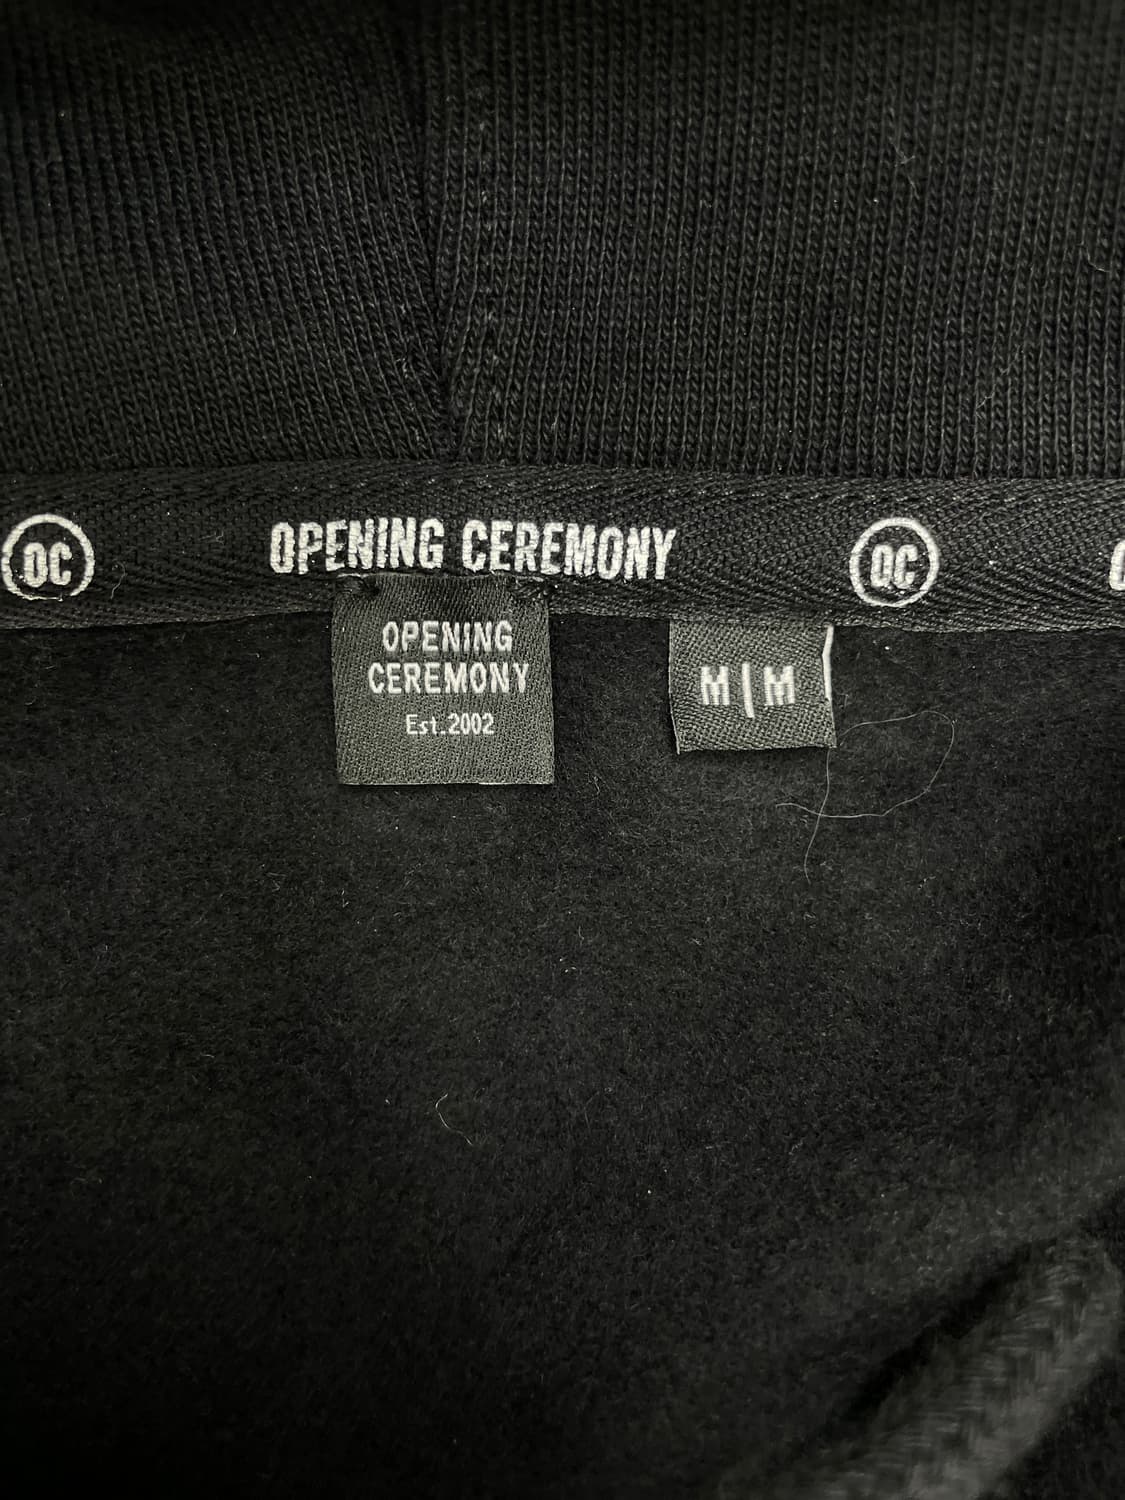 OC OPENING CEREMONY OC
OPENING
CEREMONY
Est.2002
M|M